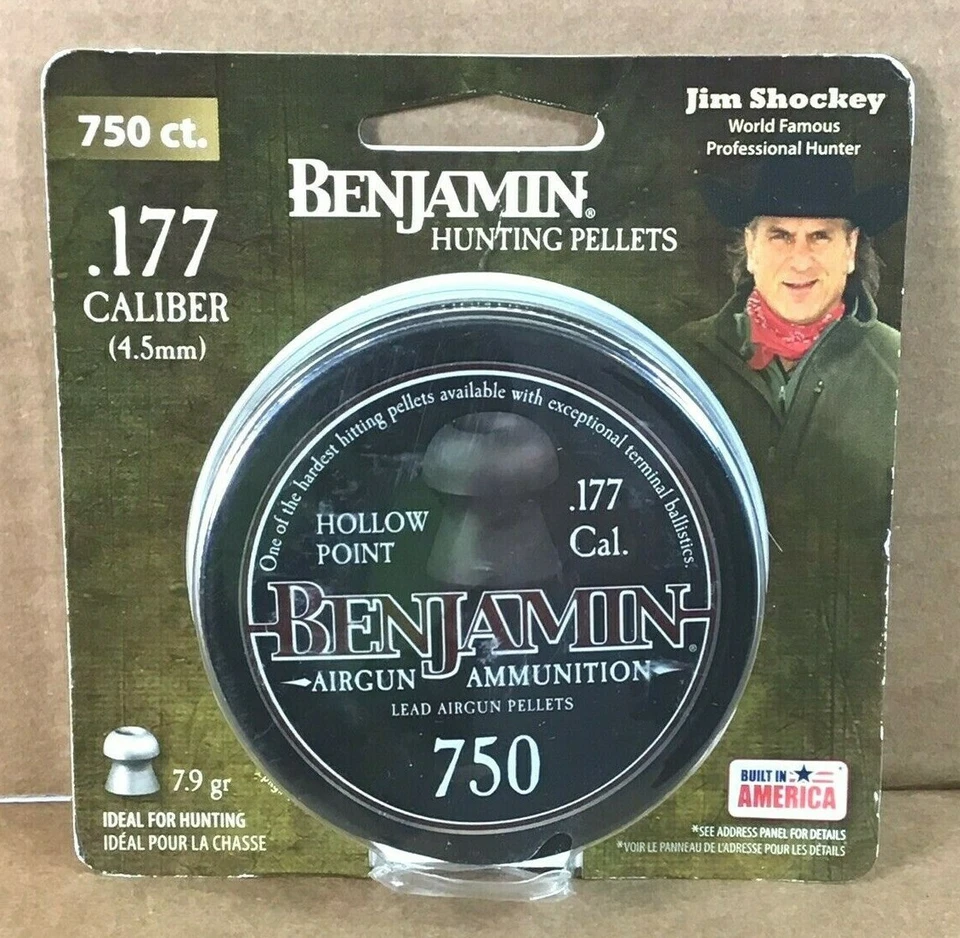 750 ct.
.177
CALIBER
(4.5mm)
BENJAMIN®
HUNTING PELLETS
Jim Shockey
World Famous
Professional Hunter
One of the hardest hitting pellets available with exceptional terminal ballistics.
HOLLOW
POINT
.177
Cal.
BENJAMIN®
AIRGUN AMMUNITION
LEAD AIRGUN PELLETS
750
7.9 gr
IDEAL FOR HUNTING
IDÉAL POUR LA CHASSE
BUILT IN
AMERICA*
*SEE ADDRESS PANEL FOR DETAILS
*VOIR LE PANNEAU DE L'ADRESSE POUR LES DÉTAILS